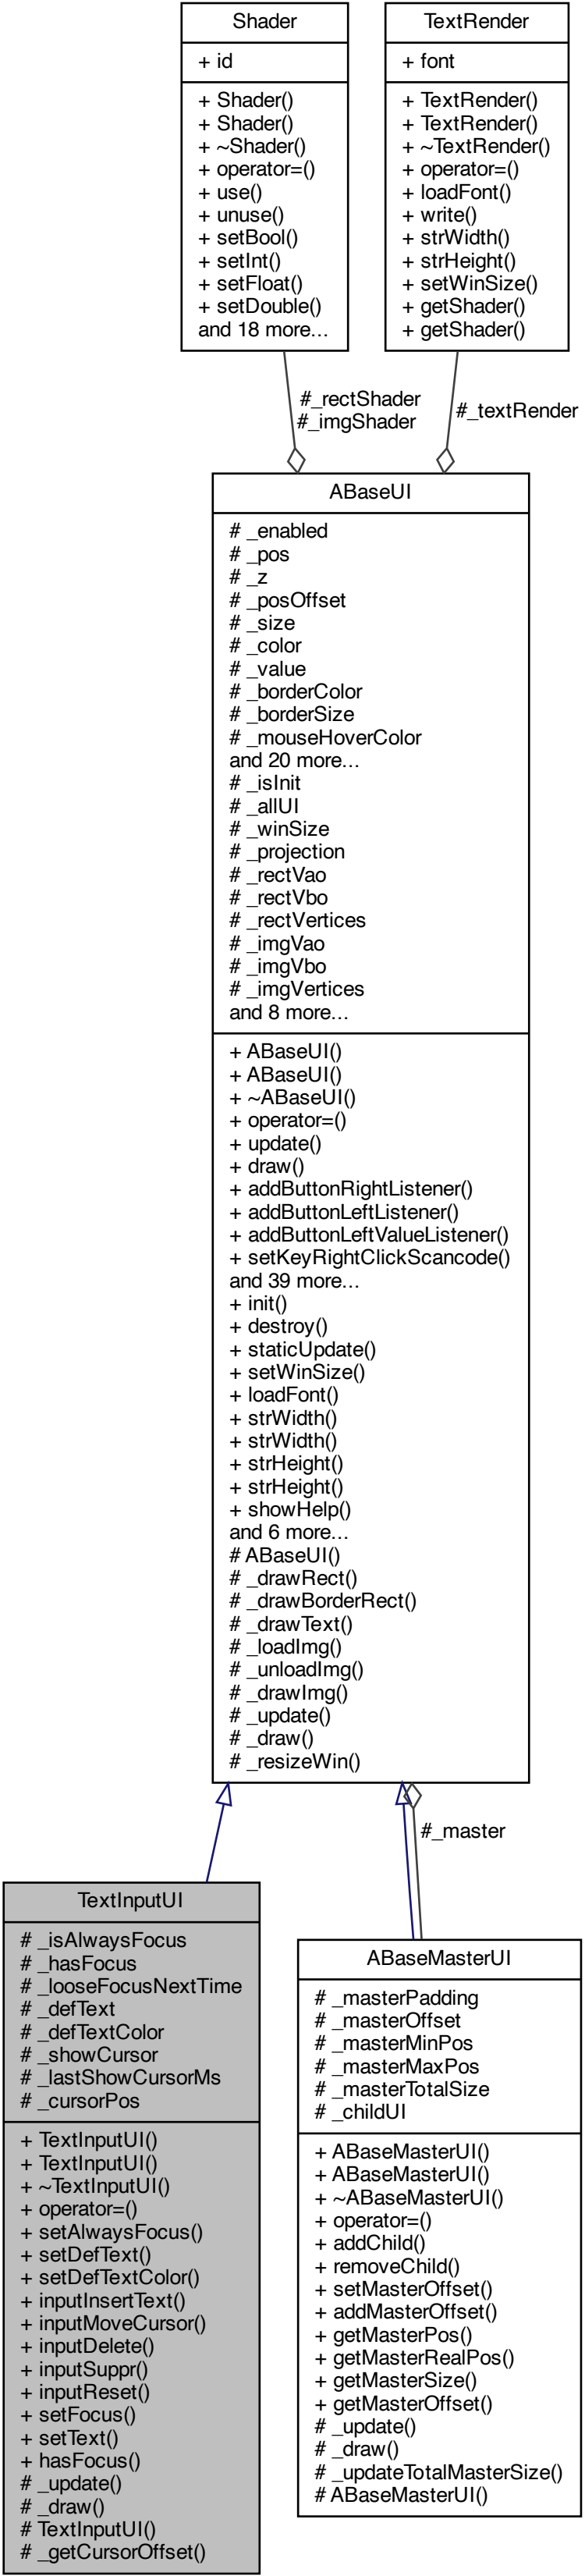 Shader
+ id
+ Shader()
+ Shader()
+ ~Shader()
+ operator=()
+ use()
+ unuse()
+ setBool()
+ setInt()
+ setFloat()
+ setDouble()
and 18 more...
TextRender
+ font
+ TextRender()
+ TextRender()
+ ~TextRender()
+ operator=()
+ loadFont()
+ write()
+ strWidth()
+ strHeight()
+ setWinSize()
+ getShader()
+ getShader()
#_rectShader
#_imgShader
#_textRender
ABaseUI
# _enabled
# _pos
# _z
# _posOffset
# _size
# _color
# _value
# _borderColor
# _borderSize
# _mouseHoverColor
and 20 more...
# _isInit
# _allUI
# _winSize
# _projection
# _rectVao
# _rectVbo
# _rectVertices
# _imgVao
# _imgVbo
# _imgVertices
and 8 more...
+ ABaseUI()
+ ABaseUI()
+ ~ABaseUI()
+ operator=()
+ update()
+ draw()
+ addButtonRightListener()
+ addButtonLeftListener()
+ addButtonLeftValueListener()
+ setKeyRightClickScancode()
and 39 more...
+ init()
+ destroy()
+ staticUpdate()
+ setWinSize()
+ loadFont()
+ strWidth()
+ strWidth()
+ strHeight()
+ strHeight()
+ showHelp()
and 6 more...
# ABaseUI()
# _drawRect()
# _drawBorderRect()
# _drawText()
# _loadImg()
# _unloadImg()
# _drawImg()
# _update()
# _draw()
# _resizeWin()
#_master
TextInputUI
# _isAlwaysFocus
# _hasFocus
# _looseFocusNextTime
# _defText
# _defTextColor
# _showCursor
# _lastShowCursorMs
# _cursorPos
+ TextInputUI()
+ TextInputUI()
+ ~TextInputUI()
+ operator=()
+ setAlwaysFocus()
+ setDefText()
+ setDefTextColor()
+ inputInsertText()
+ inputMoveCursor()
+ inputDelete()
+ inputSuppr()
+ inputReset()
+ setFocus()
+ setText()
+ hasFocus()
# _update()
# _draw()
# TextInputUI()
# _getCursorOffset()
ABaseMasterUI
# _masterPadding
# _masterOffset
# _masterMinPos
# _masterMaxPos
# _masterTotalSize
# _childUI
+ ABaseMasterUI()
+ ABaseMasterUI()
+ ~ABaseMasterUI()
+ operator=()
+ addChild()
+ removeChild()
+ setMasterOffset()
+ addMasterOffset()
+ getMasterPos()
+ getMasterRealPos()
+ getMasterSize()
+ getMasterOffset()
# _update()
# _draw()
# _updateTotalMasterSize()
# ABaseMasterUI()